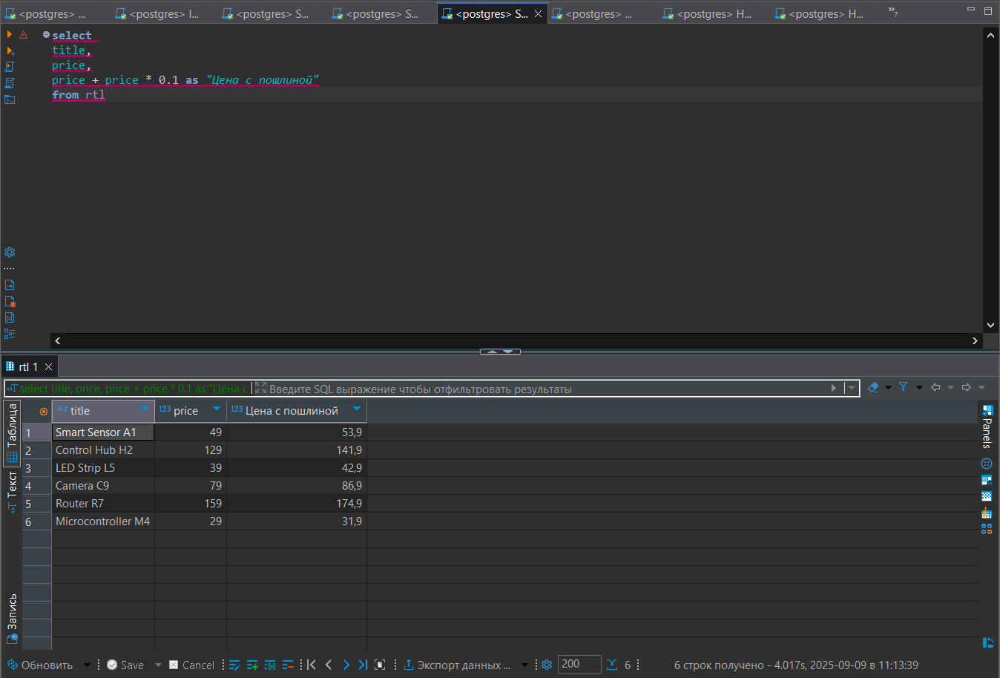 <postgres> ...
<postgres> I...
<postgres> S...
<postgres> S...
<postgres> S...
<postgres> ...
<postgres> H...
<postgres> H...
»7
select
title,
price,
price + price * 0.1 as "Цена с пошлиной"
from rtl
rtl 1
select title, price, price + price * 0.1 as "Цена с
Введите SQL выражение чтобы отфильтровать результаты
Таблица
Текст
Запись
A-Z title 123 price 123 Цена с пошлиной
1 Smart Sensor A1 49 53,9
2 Control Hub H2 129 141,9
3 LED Strip L5 39 42,9
4 Camera C9 79 86,9
5 Router R7 159 174,9
6 Microcontroller M4 29 31,9
Panels
Обновить Save Cancel Экспорт данных ... 200 6 6 строк получено - 4.017s, 2025-09-09 в 11:13:39